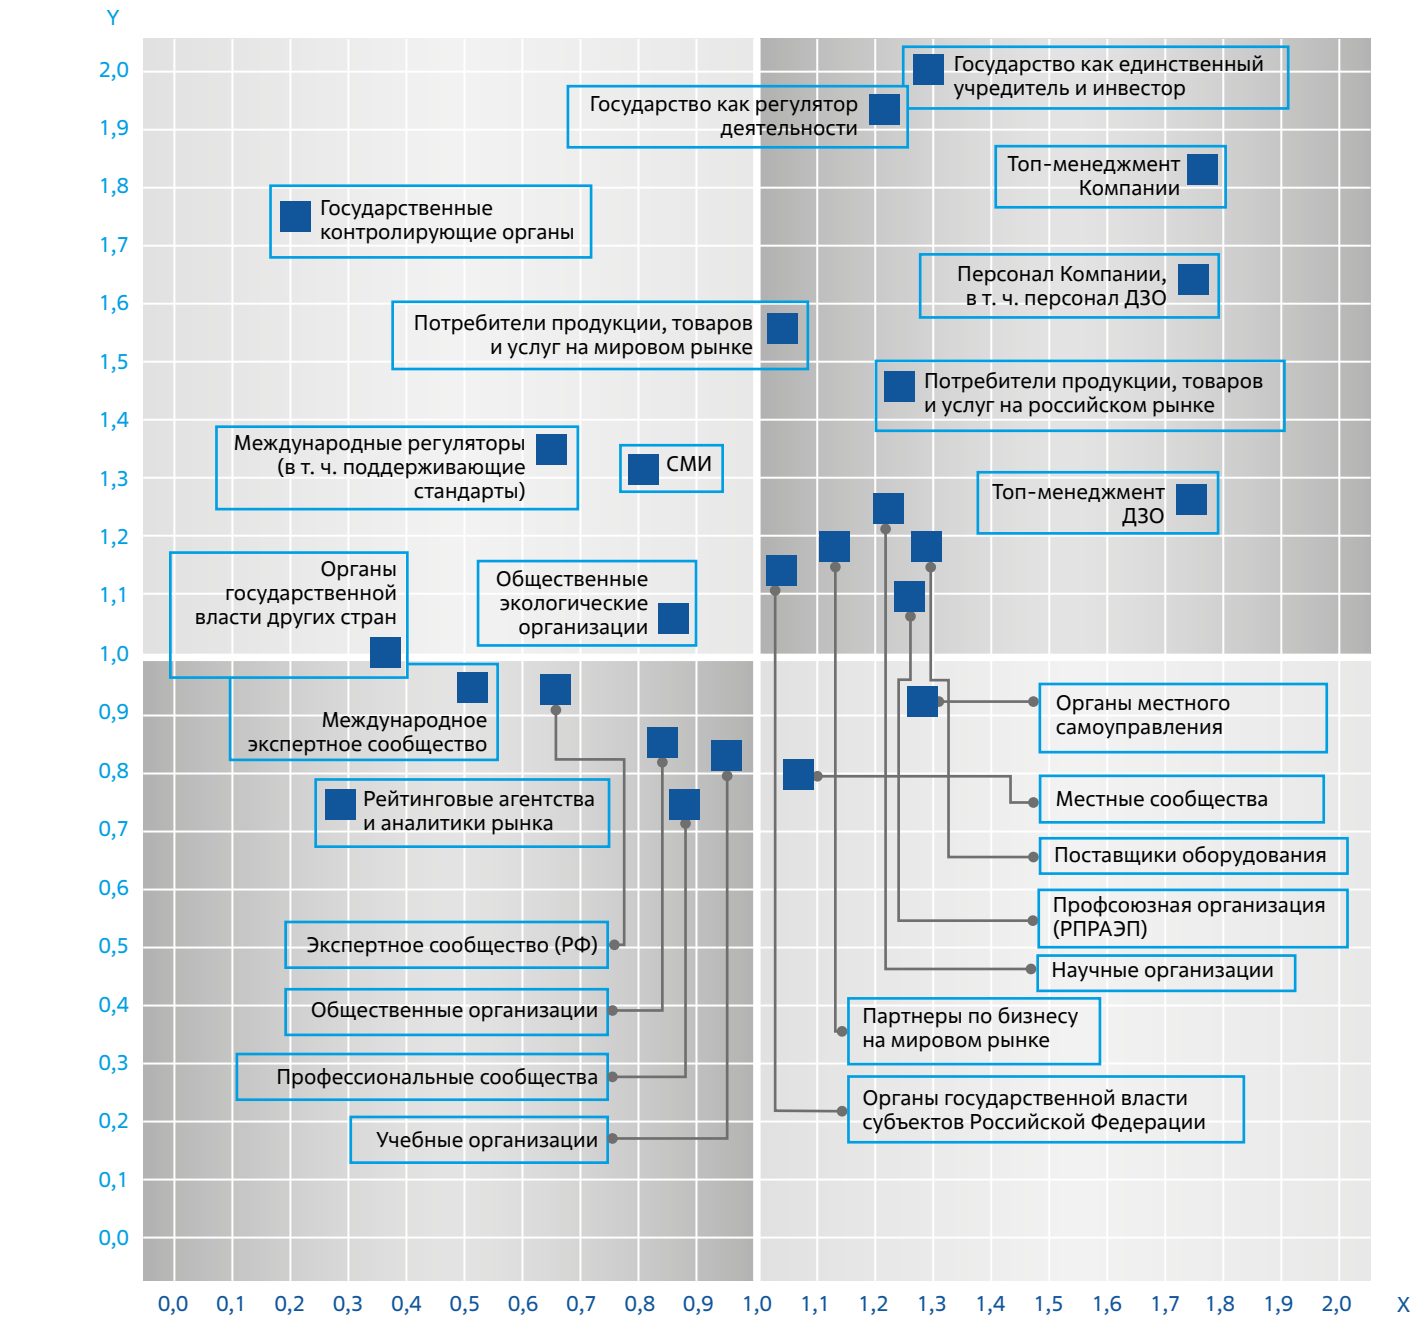 Y
2,0
1,9
1,8
1,7
1,6
1,5
1,4
1,3
1,2
1,1
1,0
0,9
0,8
0,7
0,6
0,5
0,4
0,3
0,2
0,1
0,0
Государство как единственный
учредитель и инвестор
Государство как регулятор
деятельности
Топ-менеджмент
Компании
Государственные
контролирующие органы
Персонал Компании,
в т. ч. персонал ДЗО
Потребители продукции, товаров
и услуг на мировом рынке
Потребители продукции, товаров
и услуг на российском рынке
Международные регуляторы
(в т. ч. поддерживающие
стандарты)
СМИ
Топ-менеджмент
ДЗО
Органы
государственной
власти других стран
Общественные
экологические
организации
Международное
экспертное сообщество
Рейтинговые агентства
и аналитики рынка
Экспертное сообщество (РФ)
Общественные организации
Профессиональные сообщества
Учебные организации
Органы местного
самоуправления
Местные сообщества
Поставщики оборудования
Профсоюзная организация
(РПРАЭП)
Научные организации
Партнеры по бизнесу
на мировом рынке
Органы государственной власти
субъектов Российской Федерации
0,0 0,1 0,2 0,3 0,4 0,5 0,6 0,7 0,8 0,9 1,0 1,1 1,2 1,3 1,4 1,5 1,6 1,7 1,8 1,9 2,0 X